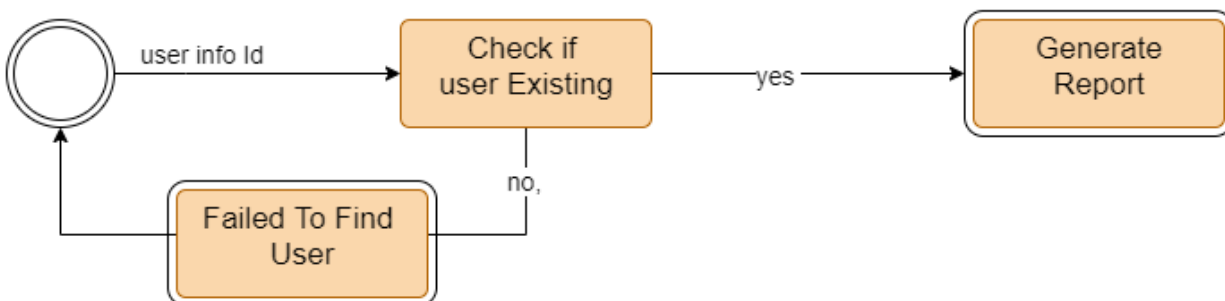 user info Id
Check if
user Existing
yes
Generate
Report
no,
Failed To Find
User